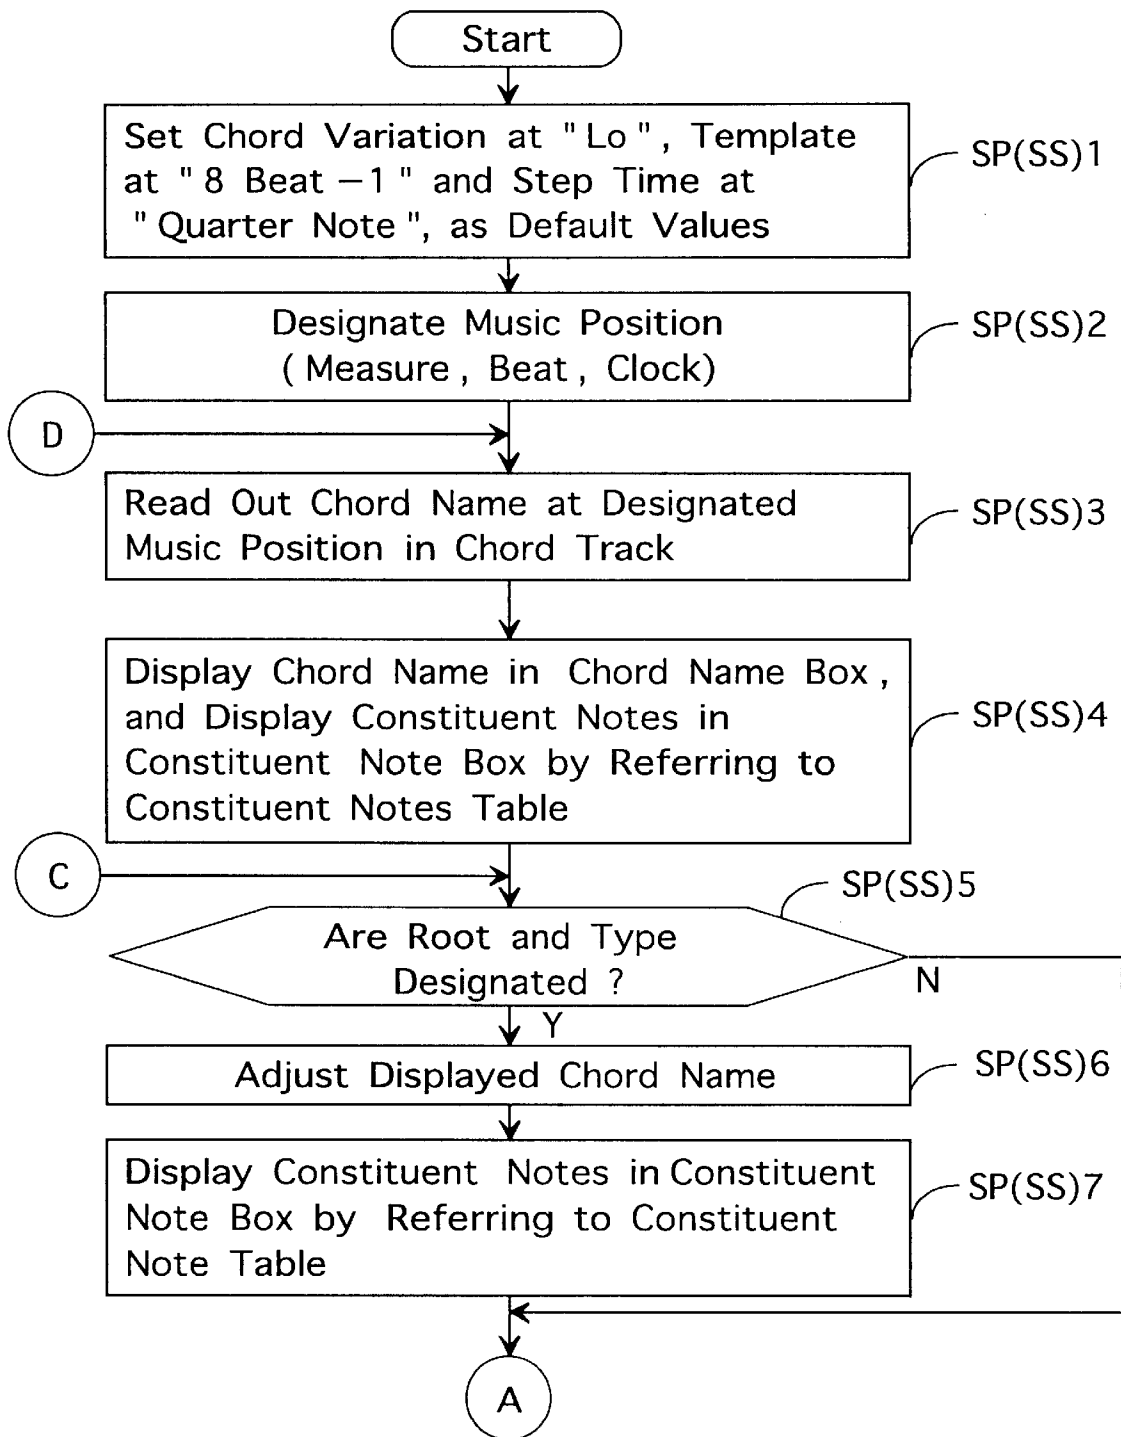 Start
Set Chord Variation at "Lo", Template
at "8 Beat –1" and Step Time at
"Quarter Note", as Default Values
SP(SS)1
Designate Music Position
(Measure, Beat, Clock)
SP(SS)2
D
Read Out Chord Name at Designated
Music Position in Chord Track
SP(SS)3
Display Chord Name in Chord Name Box,
and Display Constituent Notes in
Constituent Note Box by Referring to
Constituent Notes Table
SP(SS)4
C
SP(SS)5
Are Root and Type
Designated ?
N
Y
Adjust Displayed Chord Name
SP(SS)6
Display Constituent Notes in Constituent
Note Box by Referring to Constituent
Note Table
SP(SS)7
A